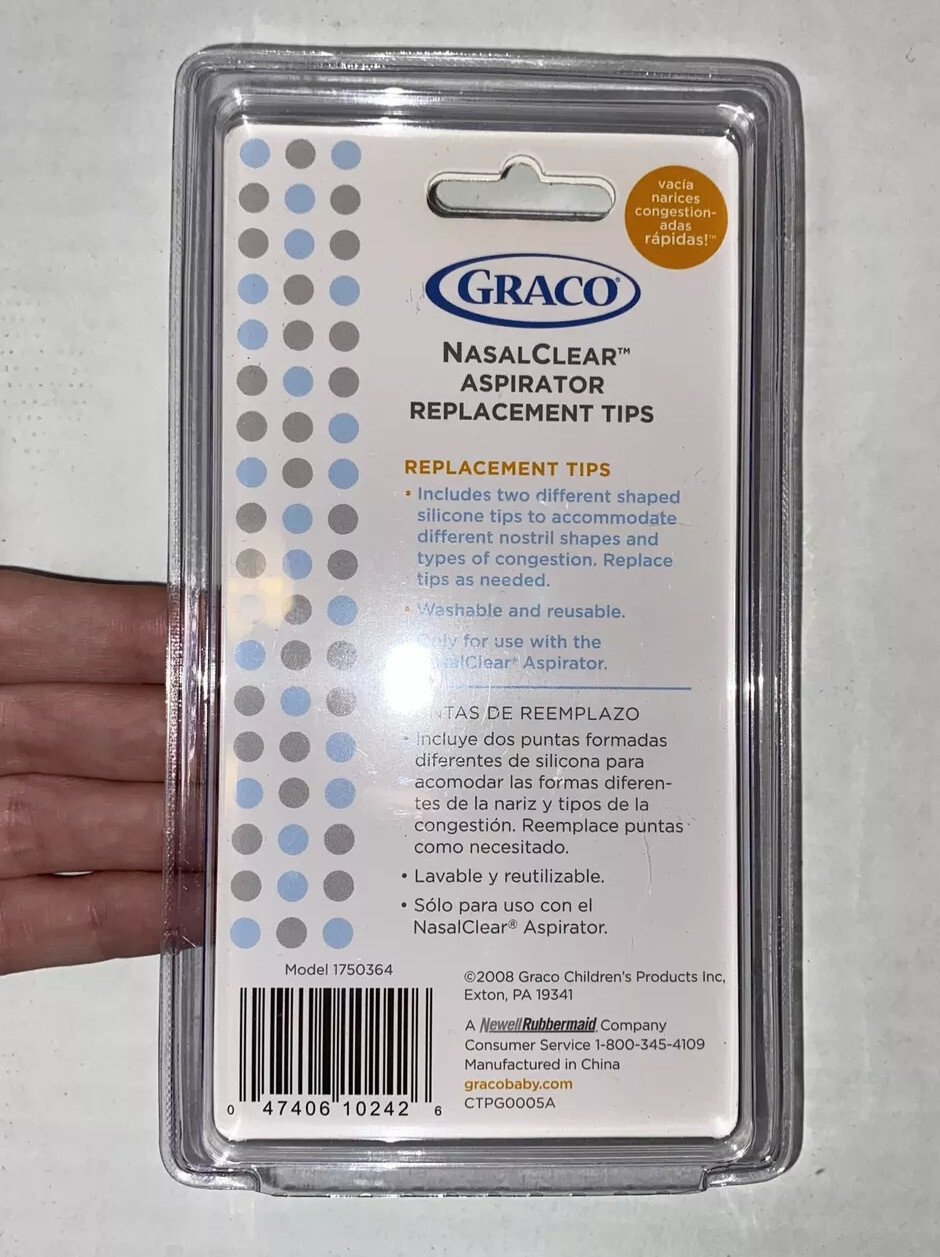 vacía
narices
congestion-
adas
rápidas!™
GRACO®
NASALCLEAR™
ASPIRATOR
REPLACEMENT TIPS
REPLACEMENT TIPS
• Includes two different shaped
silicone tips to accommodate
different nostril shapes and
types of congestion. Replace
tips as needed.
• Washable and reusable.
Only for use with the
NasalClear® Aspirator.
PUNTAS DE REEMPLAZO
• Incluye dos puntas formadas
diferentes de silicona para
acomodar las formas diferen-
tes de la nariz y tipos de la
congestión. Reemplace puntas
como necesitado.
• Lavable y reutilizable.
• Sólo para uso con el
NasalClear® Aspirator.
Model 1750364
0 47406 10242 6
©2008 Graco Children's Products Inc,
Exton, PA 19341
A NewellRubbermaid Company
Consumer Service 1-800-345-4109
Manufactured in China
gracobaby.com
CTPG0005A